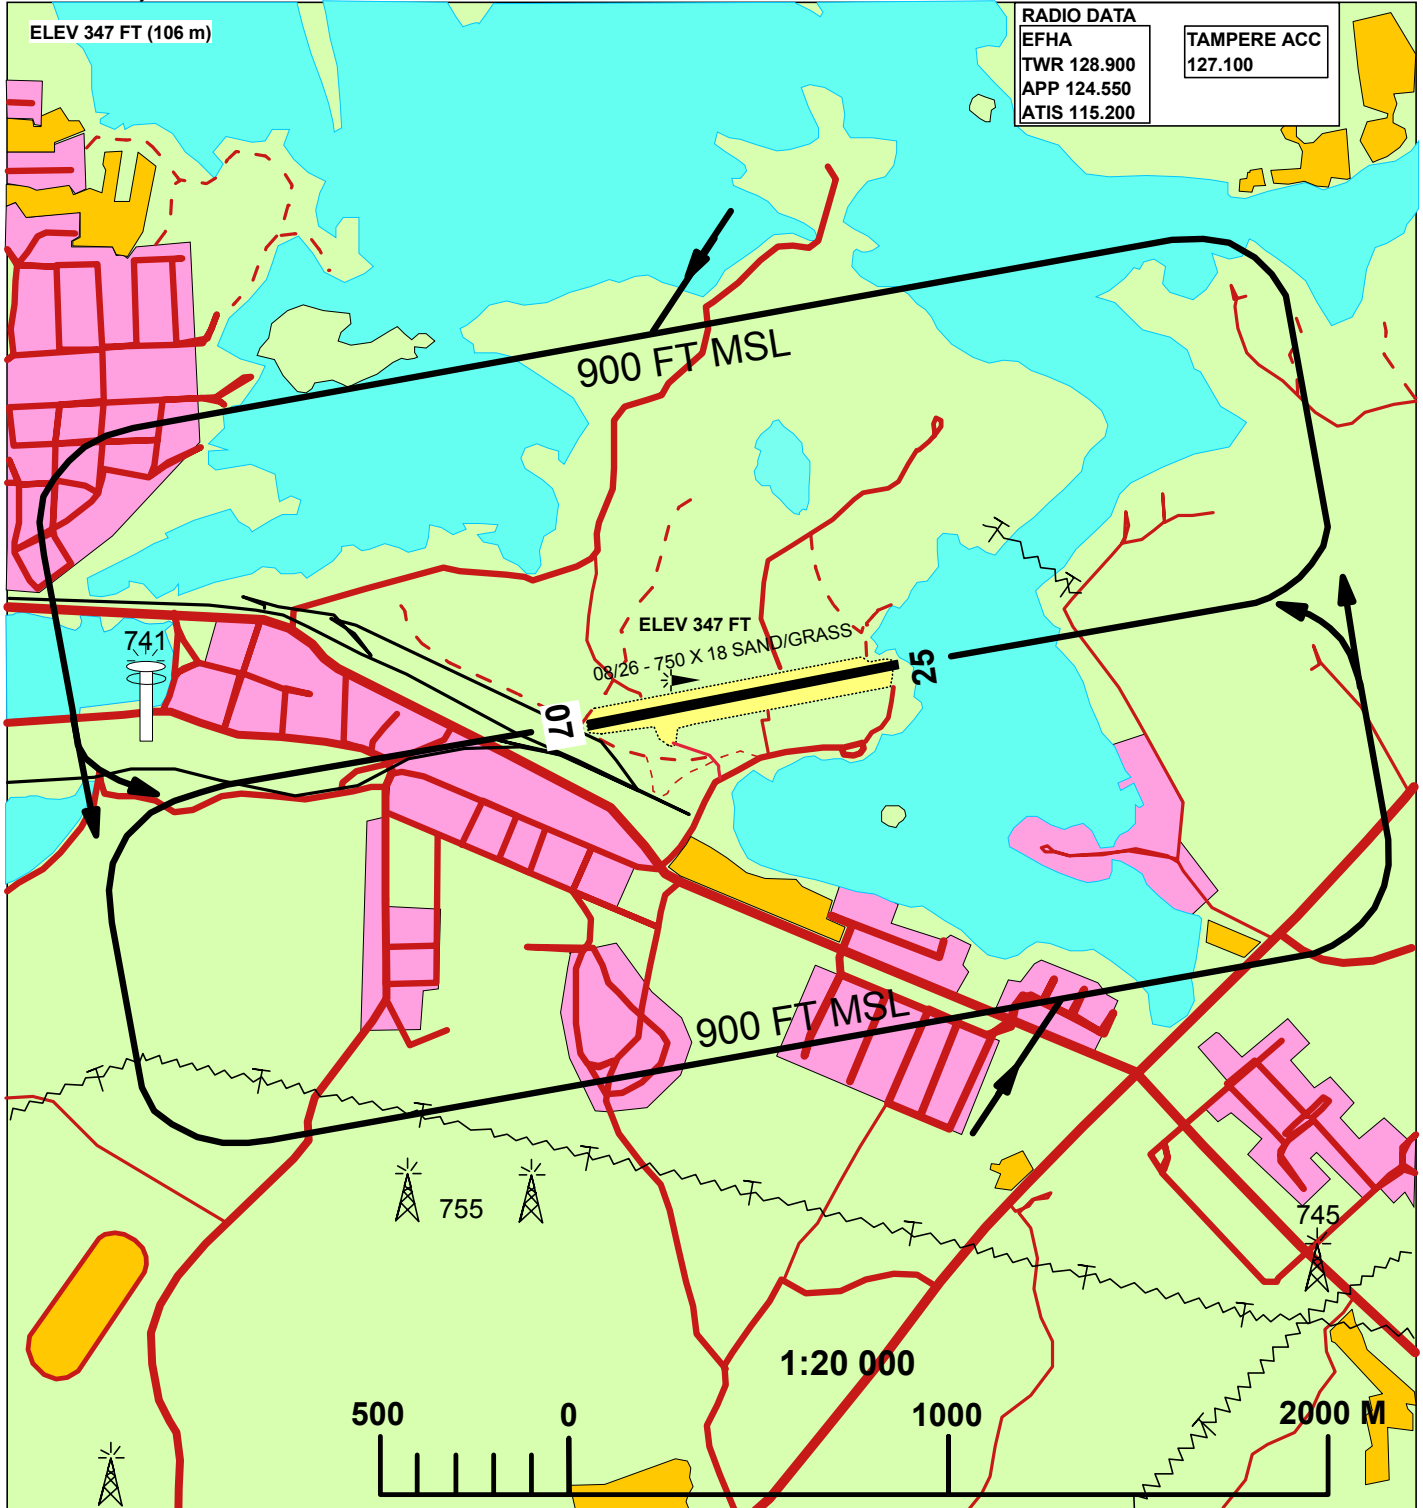 ELEV 347 FT (106 m)
RADIO DATA
EFHA
TWR 128.900
APP 124.550
ATIS 115.200
TAMPERE ACC
127.100
900 FT MSL
741
ELEV 347 FT
08/26 - 750 X 18 SAND/GRASS
25
07
900 FT MSL
755
745
1:20 000
500 0 1000 2000 M